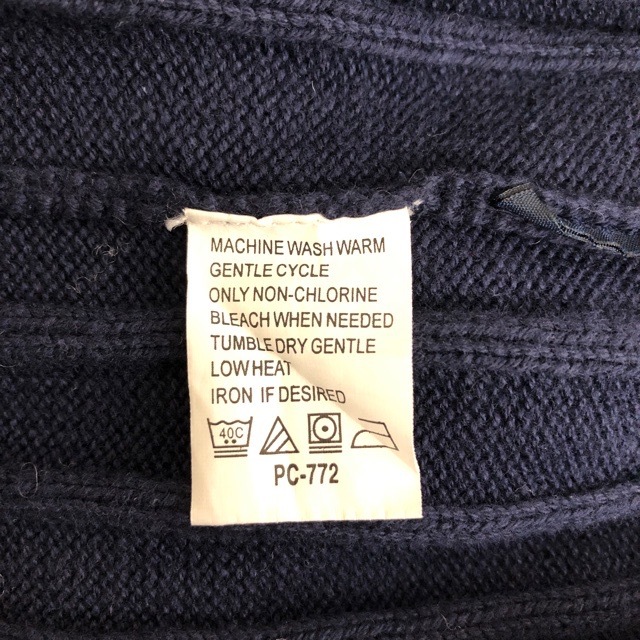 MACHINE WASH WARM
GENTLE CYCLE
ONLY NON-CHLORINE
BLEACH WHEN NEEDED
TUMBLE DRY GENTLE
LOW HEAT
IRON IF DESIRED
40C
PC-772